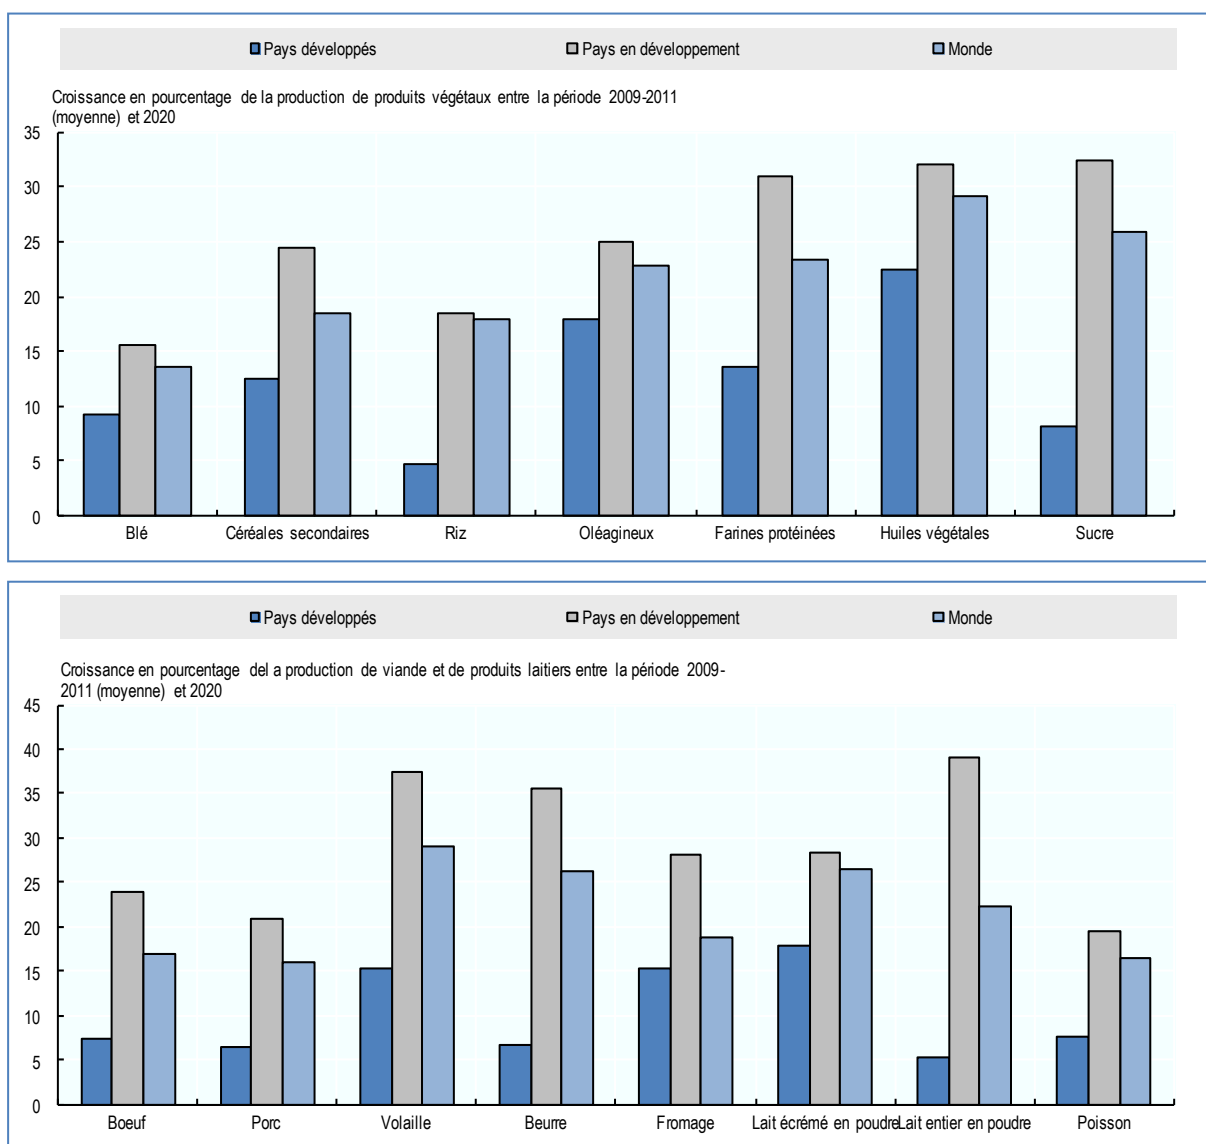 Pays développés Pays en développement Monde
Croissance en pourcentage de la production de produits végétaux entre la période 2009-2011
(moyenne) et 2020
35
30
25
20
15
10
5
0
Blé Céréales secondaires Riz Oléagineux Farines protéinées Huiles végétales Sucre
Pays développés Pays en développement Monde
Croissance en pourcentage del a production de viande et de produits laitiers entre la période 2009-
2011 (moyenne) et 2020
45
40
35
30
25
20
15
10
5
0
Boeuf Porc Volaille Beurre Fromage Lait écrémé en poudre Lait entier en poudre Poisson